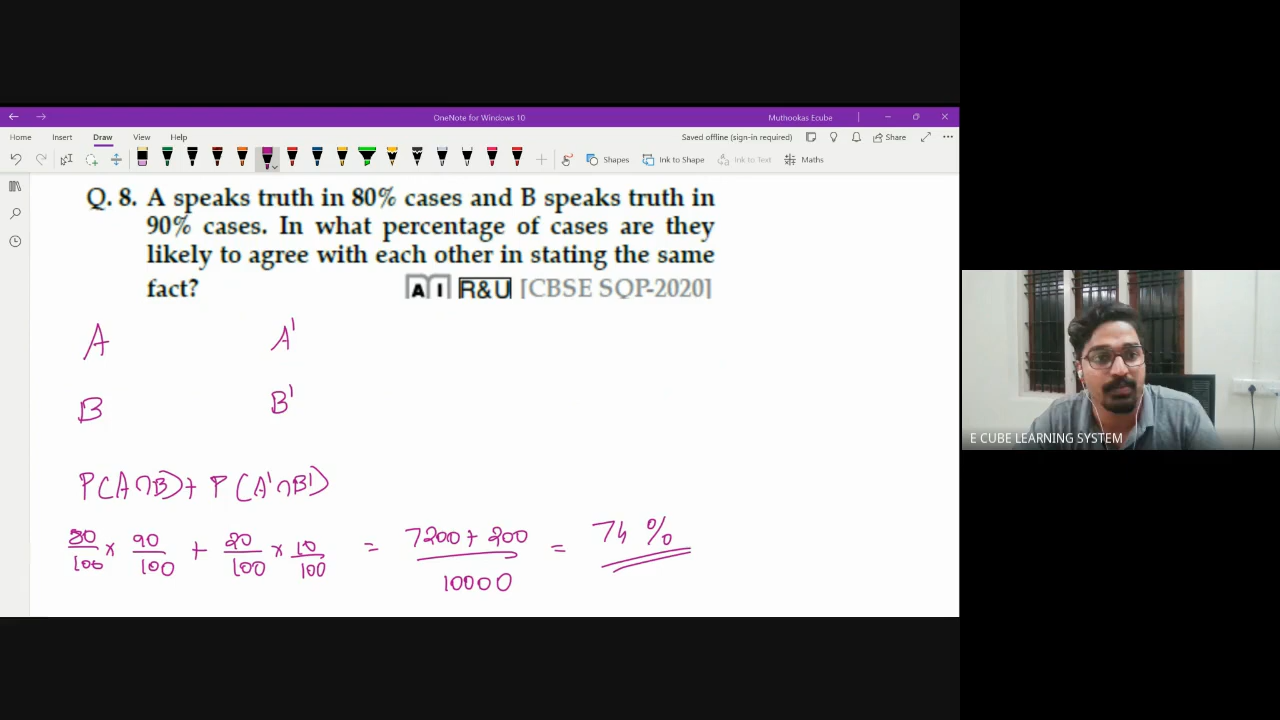 OneNote for Windows 10
Muthookas Ecube
Home Insert Draw View Help
Saved offline (sign-in required)
Share
Shapes
Ink to Shape
Ink to Text
Maths
Q. 8. A speaks truth in 80% cases and B speaks truth in
90% cases. In what percentage of cases are they
likely to agree with each other in stating the same
fact? AI R&U [CBSE SQP-2020]
A A'
B B'
P(A∩B) + P(A'∩B')
80/100 × 90/100 + 20/100 × 10/100 = 7200 + 200/10000 = 74 %
E CUBE LEARNING SYSTEM